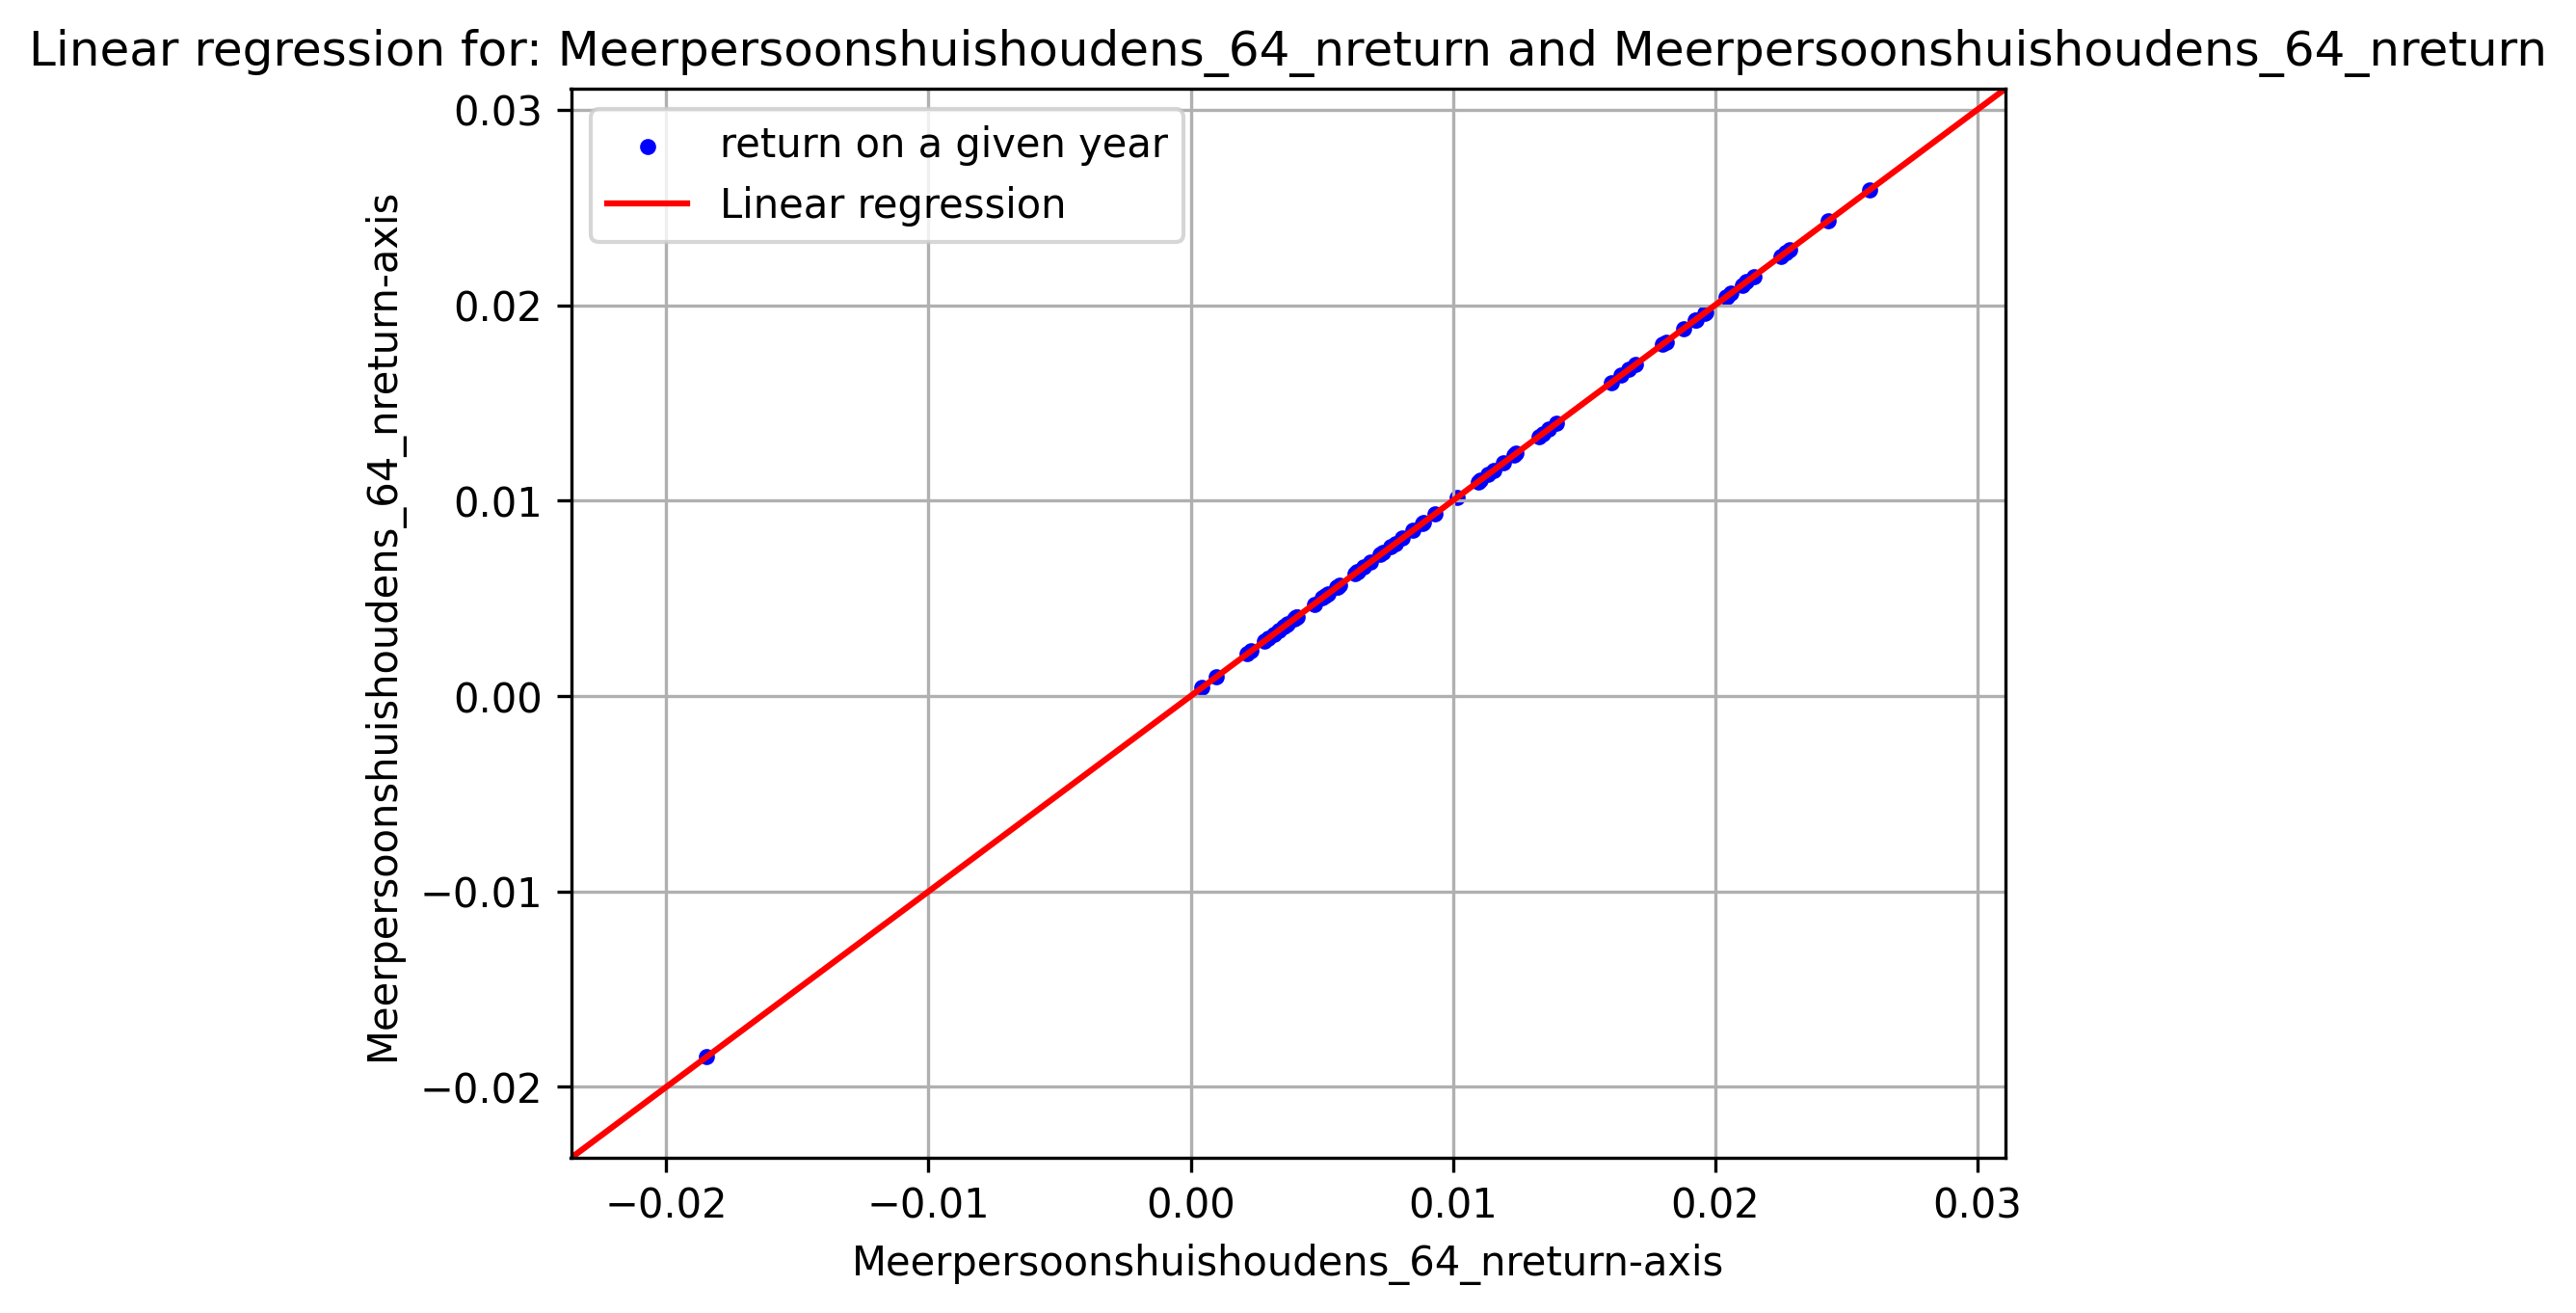 Linear regression for: Meerpersoonshuishoudens_64_nreturn and Meerpersoonshuishoudens_64_nreturn
return on a given year
Linear regression
Meerpersoonshuishoudens_64_nreturn-axis
0.03
0.02
0.01
0.00
−0.01
−0.02
−0.02
−0.01
0.00
0.01
0.02
0.03
Meerpersoonshuishoudens_64_nreturn-axis